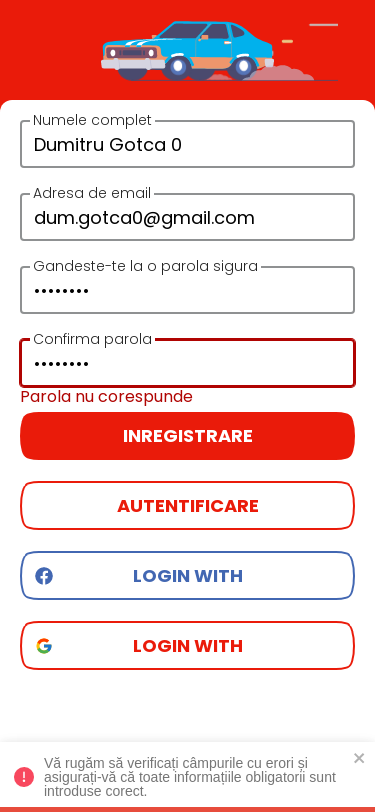 Numele complet
Dumitru Gotca 0
Adresa de email
dum.gotca0@gmail.com
Gandeste-te la o parola sigura
••••••••
Confirma parola
••••••••
Parola nu corespunde
INREGISTRARE
AUTENTIFICARE
LOGIN WITH
LOGIN WITH
Vă rugăm să verificați câmpurile cu erori și
asigurați-vă că toate informațiile obligatorii sunt
introduse corect.